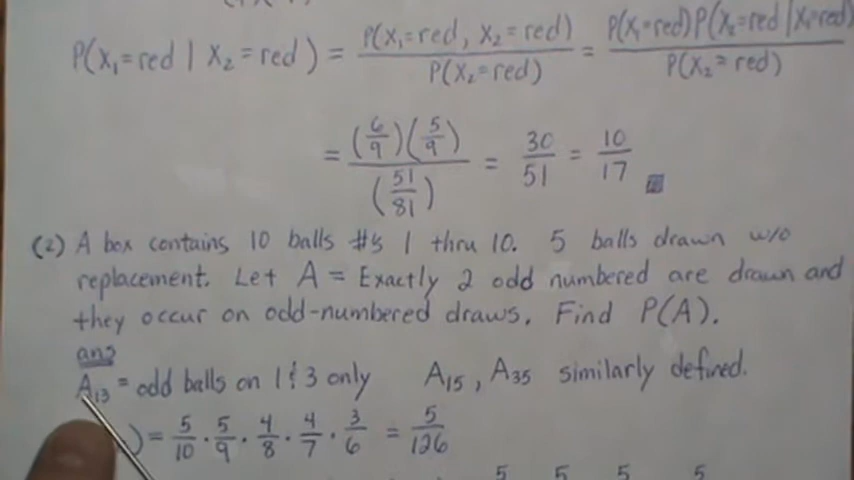 P(X₁=red | X₂=red) = P(X₁=red, X₂=red) / P(X₂=red) = P(X₁=red)P(X₂=red|X₁=red) / P(X₂=red)
= (6/9)(5/9) / (51/81) = 30/51 = 10/17
(2) A box contains 10 balls #'s 1 thru 10. 5 balls drawn w/o
replacement. Let A = Exactly 2 odd numbered are drawn and
they occur on odd-numbered draws. Find P(A).
ans
A₁₃ = odd balls on 1 & 3 only A₁₅, A₃₅ similarly defined.
) = 5/10 · 5/9 · 4/8 · 4/7 · 3/6 = 5/126
5 5 5 5